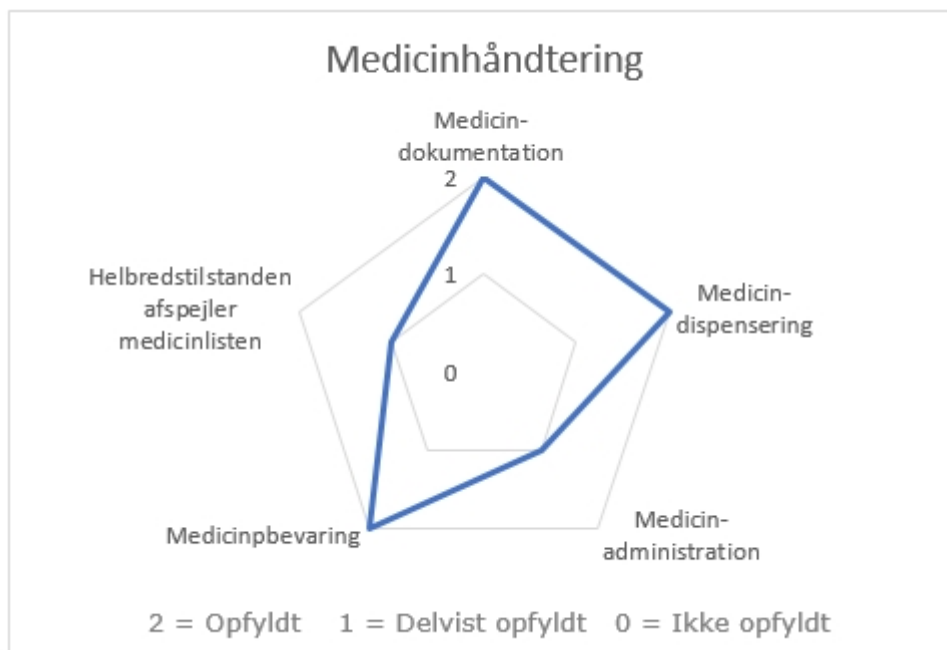 Medicinhåndtering
Medicin-
dokumentation
2
1
0
Medicin-
dispensering
Medicin-
administration
Medicinpbevaring
Helbredstilstanden
afspejler
medicinlisten
2 = Opfyldt 1 = Delvist opfyldt 0 = Ikke opfyldt